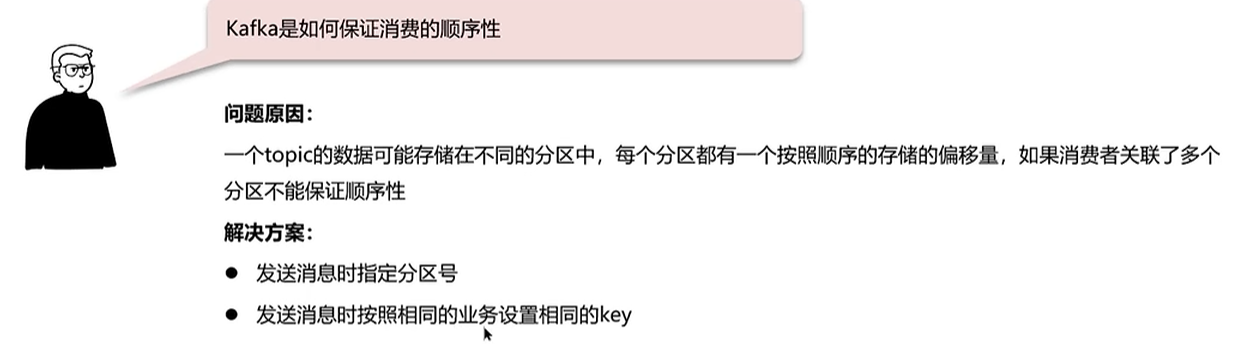 Kafka是如何保证消费的顺序性
问题原因：
一个topic的数据可能存储在不同的分区中，每个分区都有一个按照顺序的存储的偏移量，如果消费者关联了多个
分区不能保证顺序性
解决方案：
● 发送消息时指定分区号
● 发送消息时按照相同的业务设置相同的key